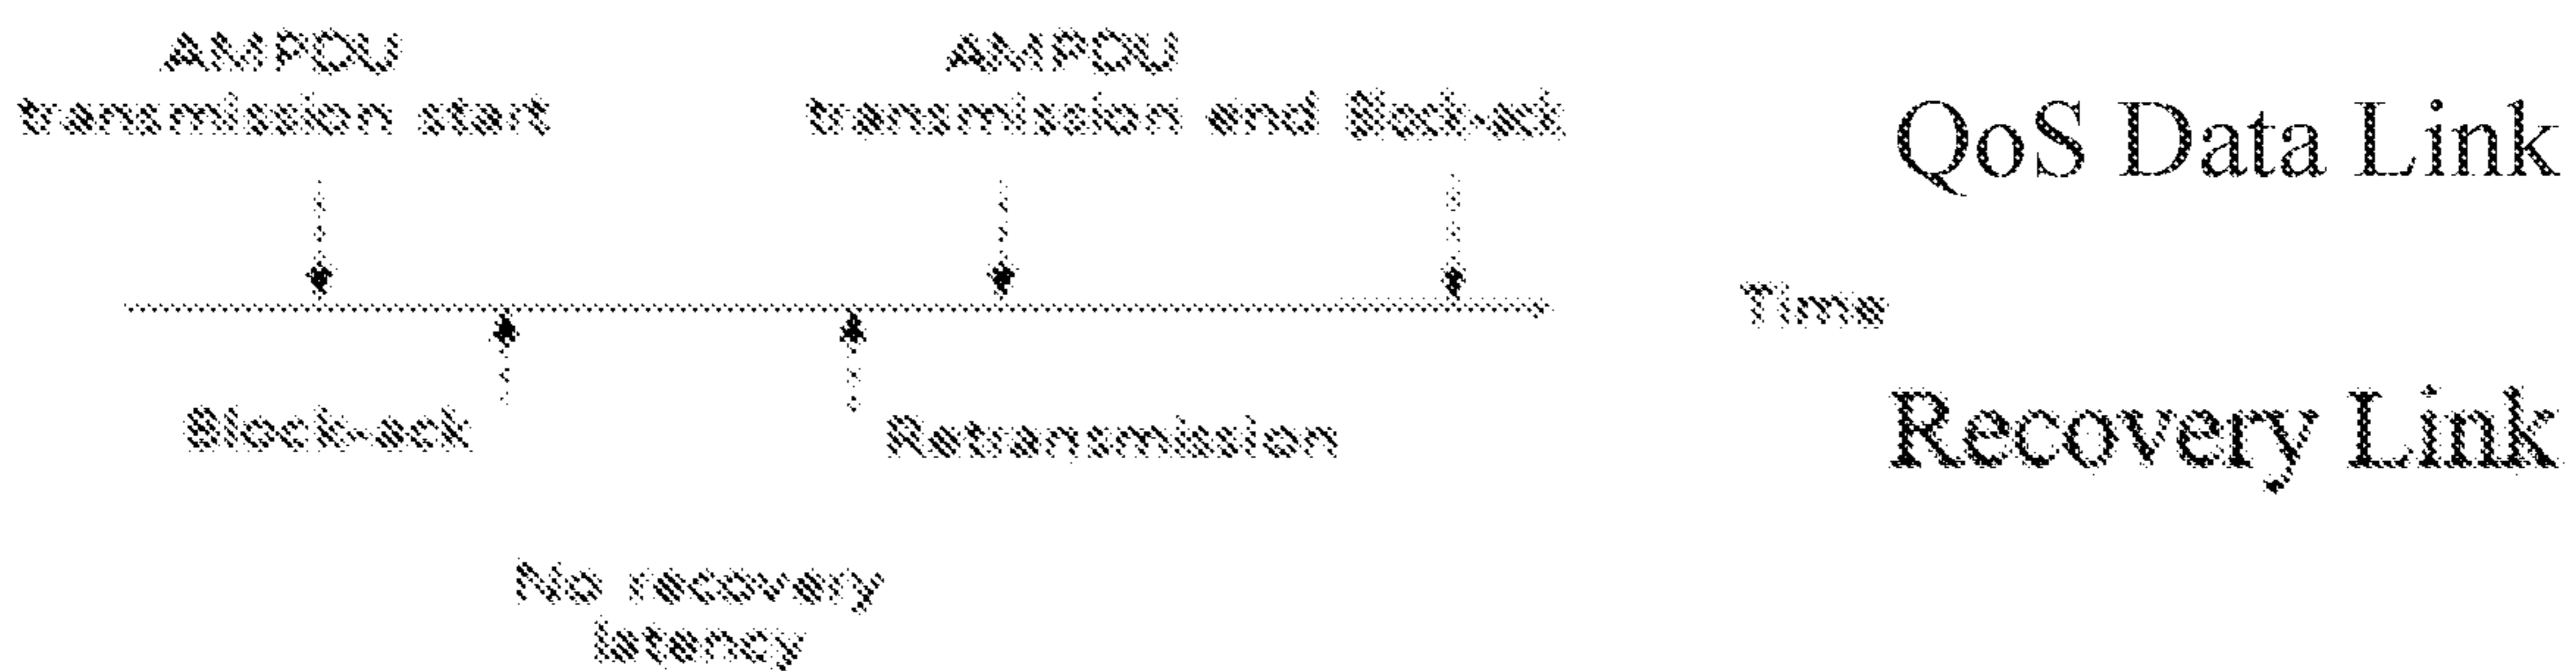 AMPDU
transmission start
AMPDU
transmission end
Block-ack
QoS Data Link
Time
Block-ack
Retransmission
Recovery Link
No recovery
latency